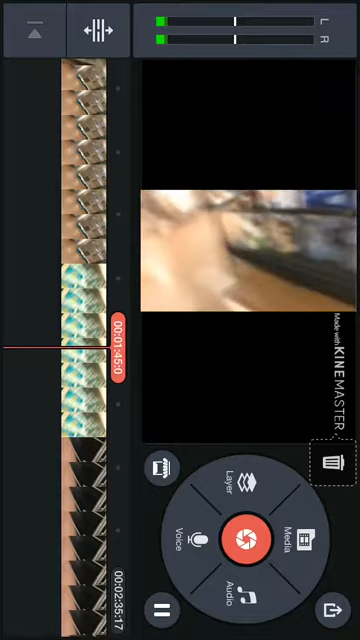 L
R
Made with KINEMASTER
Media
Layer
Voice
Audio
00:01:45:0
00:02:35:17